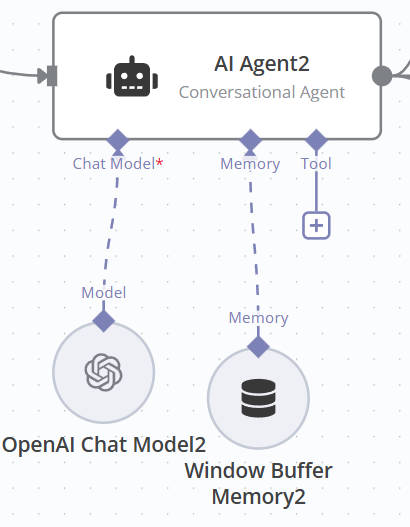 AI Agent2
Conversational Agent
Chat Model*
Memory
Tool
Model
Memory
OpenAI Chat Model2
Window Buffer
Memory2